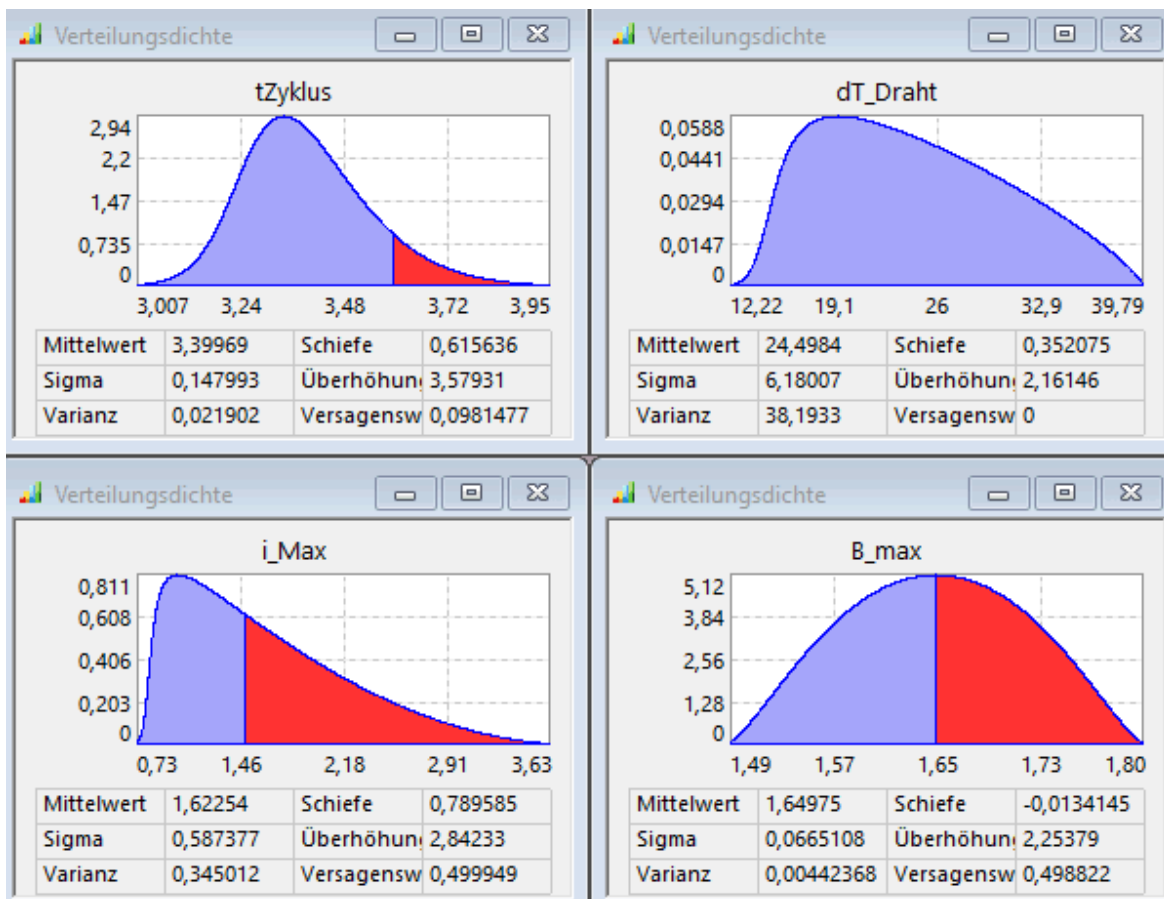 Verteilungsdichte
tZyklus
2,94
2,2
1,47
0,735
0
3,007 3,24 3,48 3,72 3,95
Mittelwert 3,39969 Schiefe 0,615636
Sigma 0,147993 Überhöhun 3,57931
Varianz 0,021902 Versagensw 0,0981477
Verteilungsdichte
dT_Draht
0,0588
0,0441
0,0294
0,0147
0
12,22 19,1 26 32,9 39,79
Mittelwert 24,4984 Schiefe 0,352075
Sigma 6,18007 Überhöhun 2,16146
Varianz 38,1933 Versagensw 0
Verteilungsdichte
i_Max
0,811
0,608
0,406
0,203
0
0,73 1,46 2,18 2,91 3,63
Mittelwert 1,62254 Schiefe 0,789585
Sigma 0,587377 Überhöhun 2,84233
Varianz 0,345012 Versagensw 0,499949
Verteilungsdichte
B_max
5,12
3,84
2,56
1,28
0
1,49 1,57 1,65 1,73 1,80
Mittelwert 1,64975 Schiefe -0,0134145
Sigma 0,0665108 Überhöhun 2,25379
Varianz 0,00442368 Versagensw 0,498822